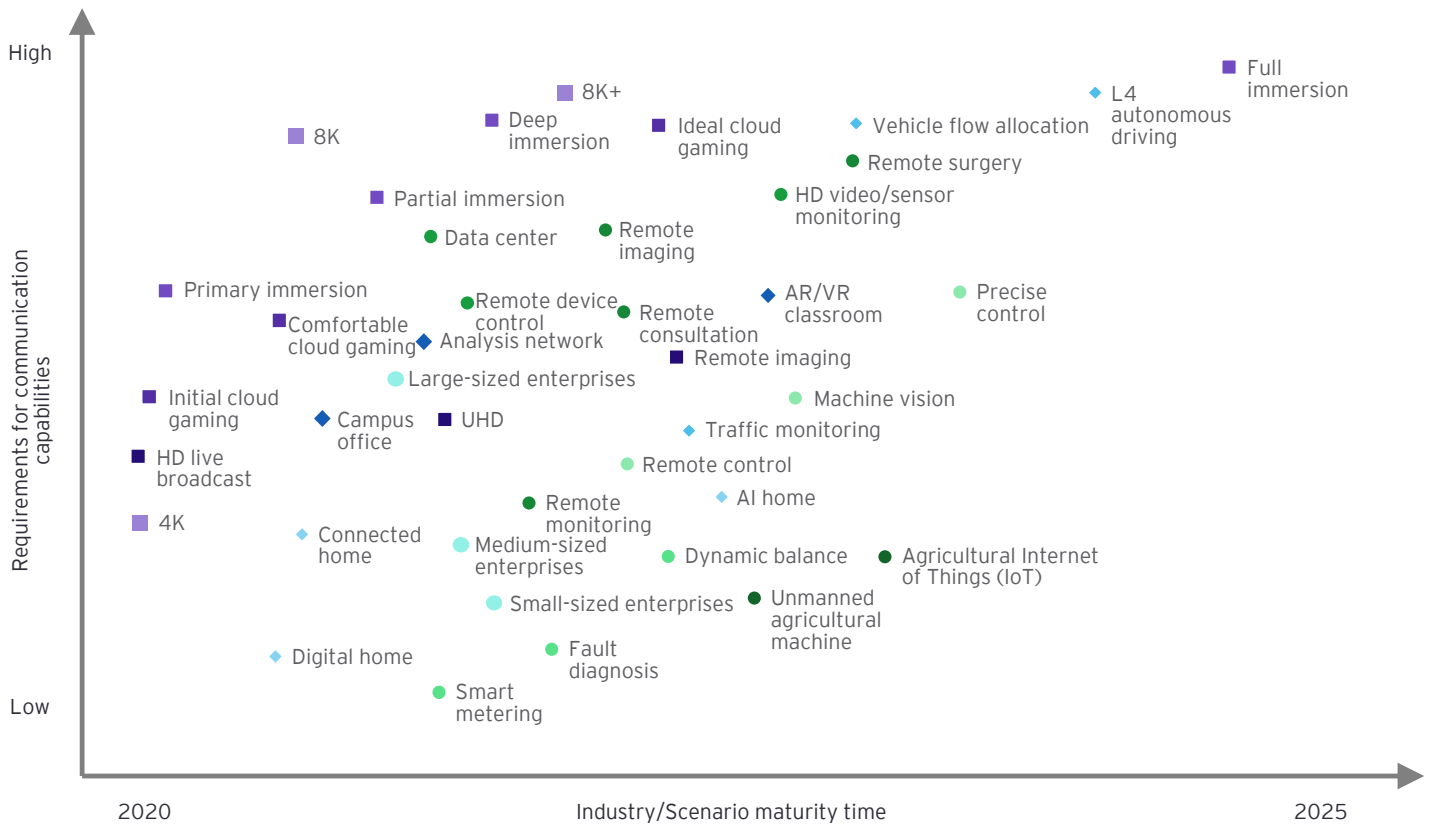 High
Full
immersion
8K+
L4
autonomous
driving
Deep
immersion
Ideal cloud
gaming
Vehicle flow allocation
8K
Remote surgery
Partial immersion
HD video/sensor
monitoring
Data center
Remote
imaging
Primary immersion
Remote device
control
AR/VR
classroom
Precise
control
Comfortable
cloud gaming
Remote
consultation
Analysis network
Remote imaging
Large-sized enterprises
Initial cloud
gaming
Machine vision
Campus
office
UHD
Traffic monitoring
HD live
broadcast
Remote control
AI home
Remote
monitoring
4K
Connected
home
Medium-sized
enterprises
Dynamic balance
Agricultural Internet
of Things (IoT)
Small-sized enterprises
Unmanned
agricultural
machine
Digital home
Fault
diagnosis
Smart
metering
Low
Requirements for communication
capabilities
2020
Industry/Scenario maturity time
2025